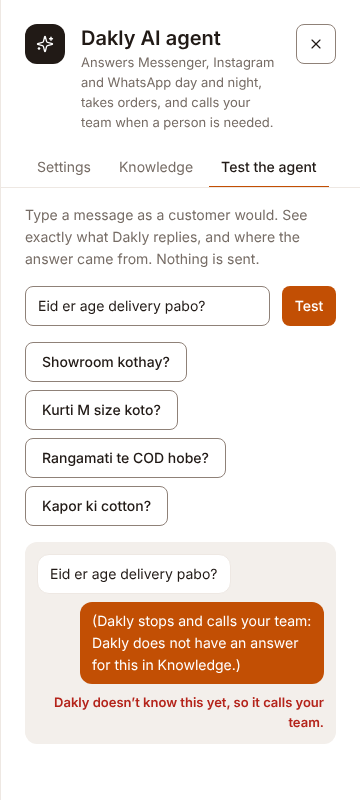 Dakly AI agent
Answers Messenger, Instagram
and WhatsApp day and night,
takes orders, and calls your
team when a person is needed.
Settings Knowledge Test the agent
Type a message as a customer would. See
exactly what Dakly replies, and where the
answer came from. Nothing is sent.
Eid er age delivery pabo? Test
Showroom kothay?
Kurti M size koto?
Rangamati te COD hobe?
Kapor ki cotton?
Eid er age delivery pabo?
(Dakly stops and calls your team:
Dakly does not have an answer
for this in Knowledge.)
Dakly doesn’t know this yet, so it calls your
team.